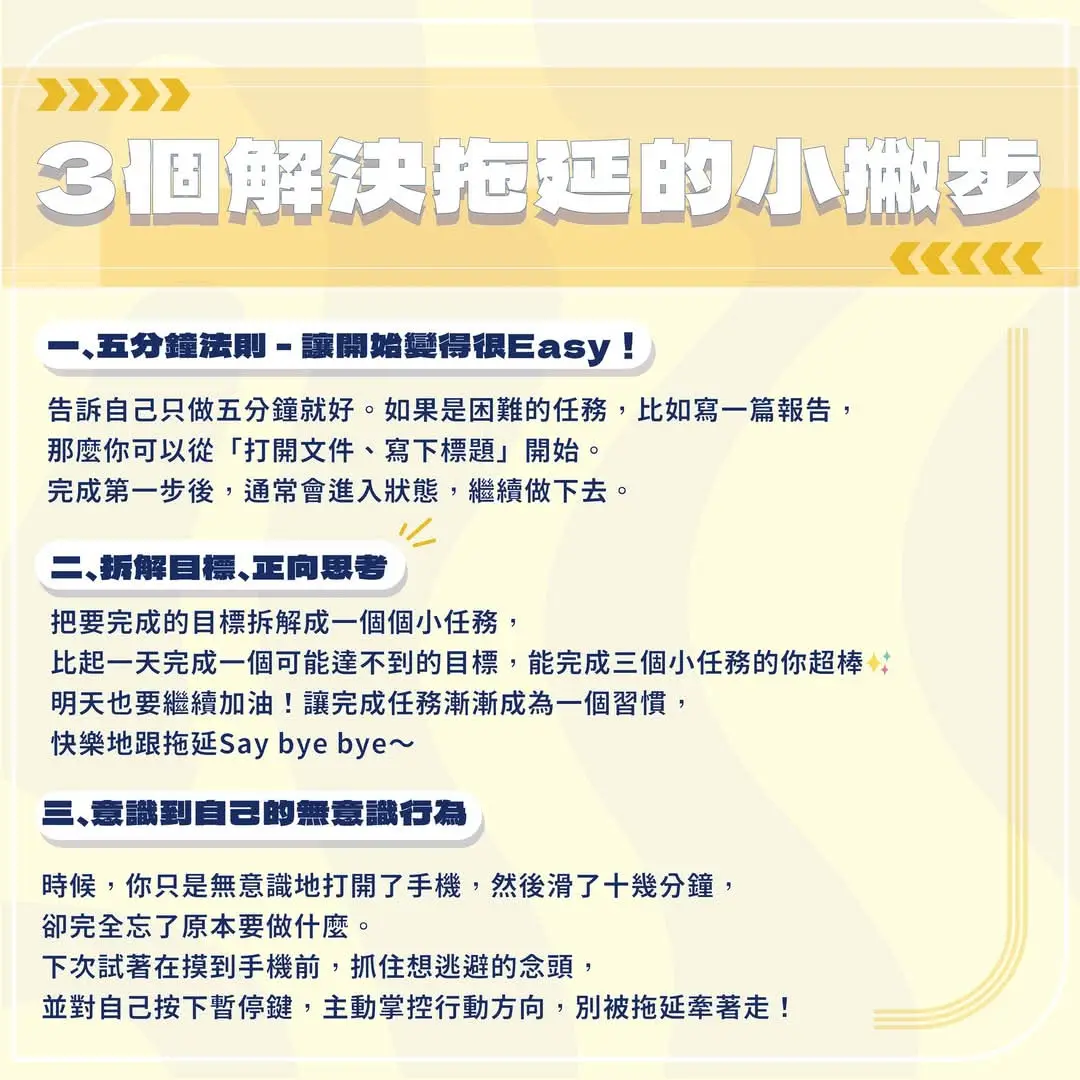 3個解決拖延的小撇步
一、五分鐘法則 - 讓開始變得很Easy！
告訴自己只做五分鐘就好。如果是困難的任務，比如寫一篇報告，
那麼你可以從「打開文件、寫下標題」開始。
完成第一步後，通常會進入狀態，繼續做下去。
二、拆解目標、正向思考
把要完成的目標拆解成一個個小任務，
比起一天完成一個可能達不到的目標，能完成三個小任務的你超棒✨
明天也要繼續加油！讓完成任務漸漸成為一個習慣，
快樂地跟拖延Say bye bye～
三、意識到自己的無意識行為
時候，你只是無意識地打開了手機，然後滑了十幾分鐘，
卻完全忘了原本要做什麼。
下次試著在摸到手機前，抓住想逃避的念頭，
並對自己按下暫停鍵，主動掌控行動方向，別被拖延牽著走！